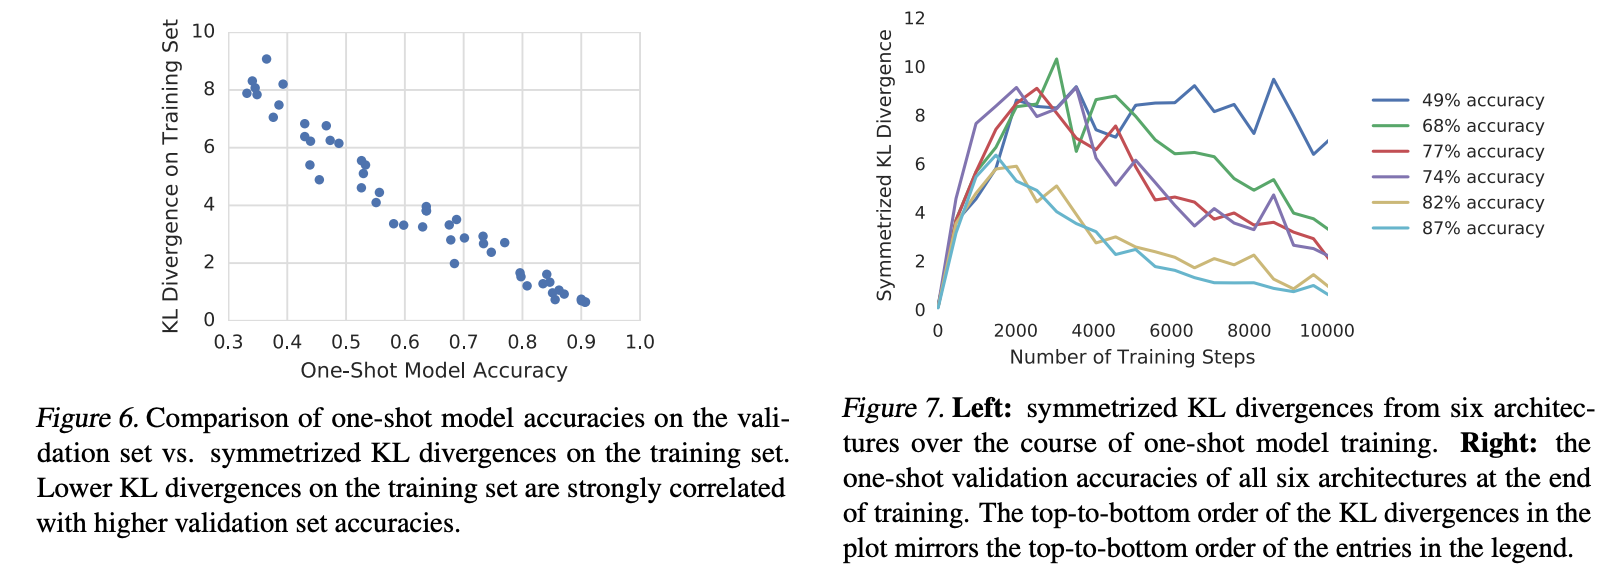 KL Divergence on Training Set
10
8
6
4
2
0
0.3 0.4 0.5 0.6 0.7 0.8 0.9 1.0
One-Shot Model Accuracy
Figure 6. Comparison of one-shot model accuracies on the vali-
dation set vs. symmetrized KL divergences on the training set.
Lower KL divergences on the training set are strongly correlated
with higher validation set accuracies.
Symmetrized KL Divergence
12
10
8
6
4
2
0
0 2000 4000 6000 8000 10000
Number of Training Steps
49% accuracy
68% accuracy
77% accuracy
74% accuracy
82% accuracy
87% accuracy
Figure 7. Left: symmetrized KL divergences from six architec-
tures over the course of one-shot model training. Right: the
one-shot validation accuracies of all six architectures at the end
of training. The top-to-bottom order of the KL divergences in the
plot mirrors the top-to-bottom order of the entries in the legend.